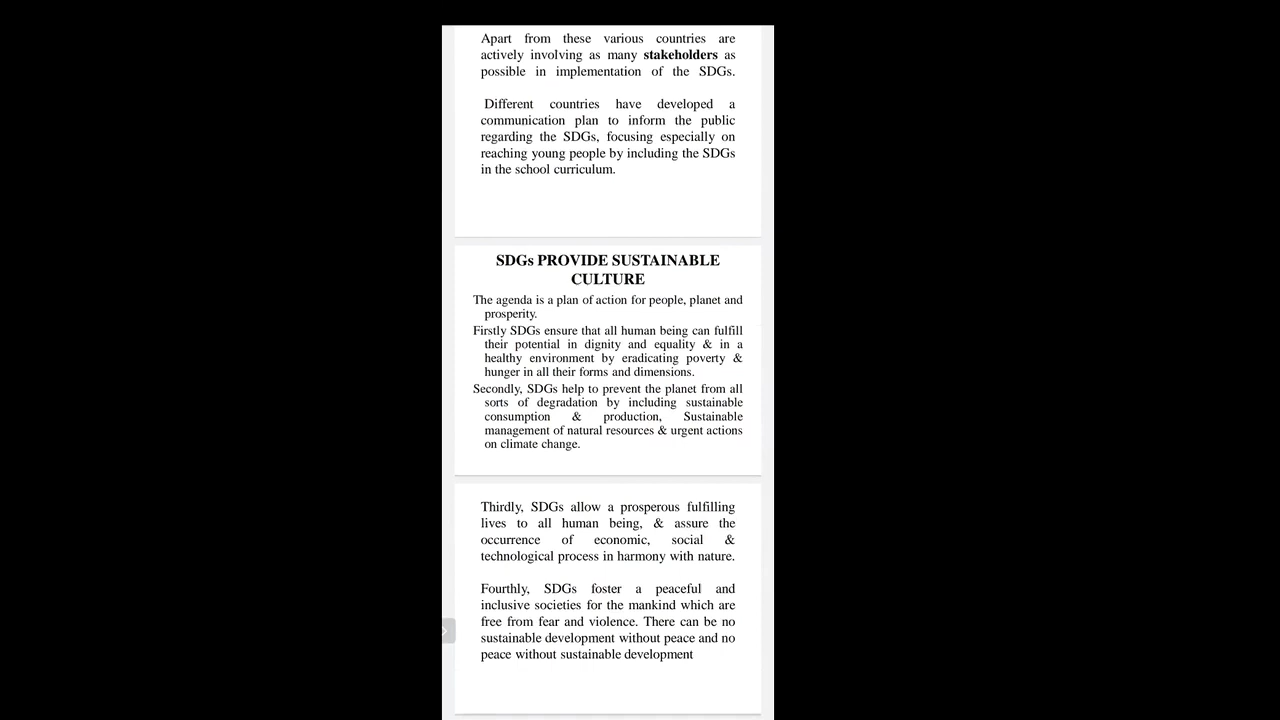 Apart from these various countries are
actively involving as many stakeholders as
possible in implementation of the SDGs.
Different countries have developed a
communication plan to inform the public
regarding the SDGs, focusing especially on
reaching young people by including the SDGs
in the school curriculum.
SDGs PROVIDE SUSTAINABLE
CULTURE
The agenda is a plan of action for people, planet and
prosperity.
Firstly SDGs ensure that all human being can fulfill
their potential in dignity and equality & in a
healthy environment by eradicating poverty &
hunger in all their forms and dimensions.
Secondly, SDGs help to prevent the planet from all
sorts of degradation by including sustainable
consumption & production, Sustainable
management of natural resources & urgent actions
on climate change.
Thirdly, SDGs allow a prosperous fulfilling
lives to all human being, & assure the
occurrence of economic, social &
technological process in harmony with nature.
Fourthly, SDGs foster a peaceful and
inclusive societies for the mankind which are
free from fear and violence. There can be no
sustainable development without peace and no
peace without sustainable development